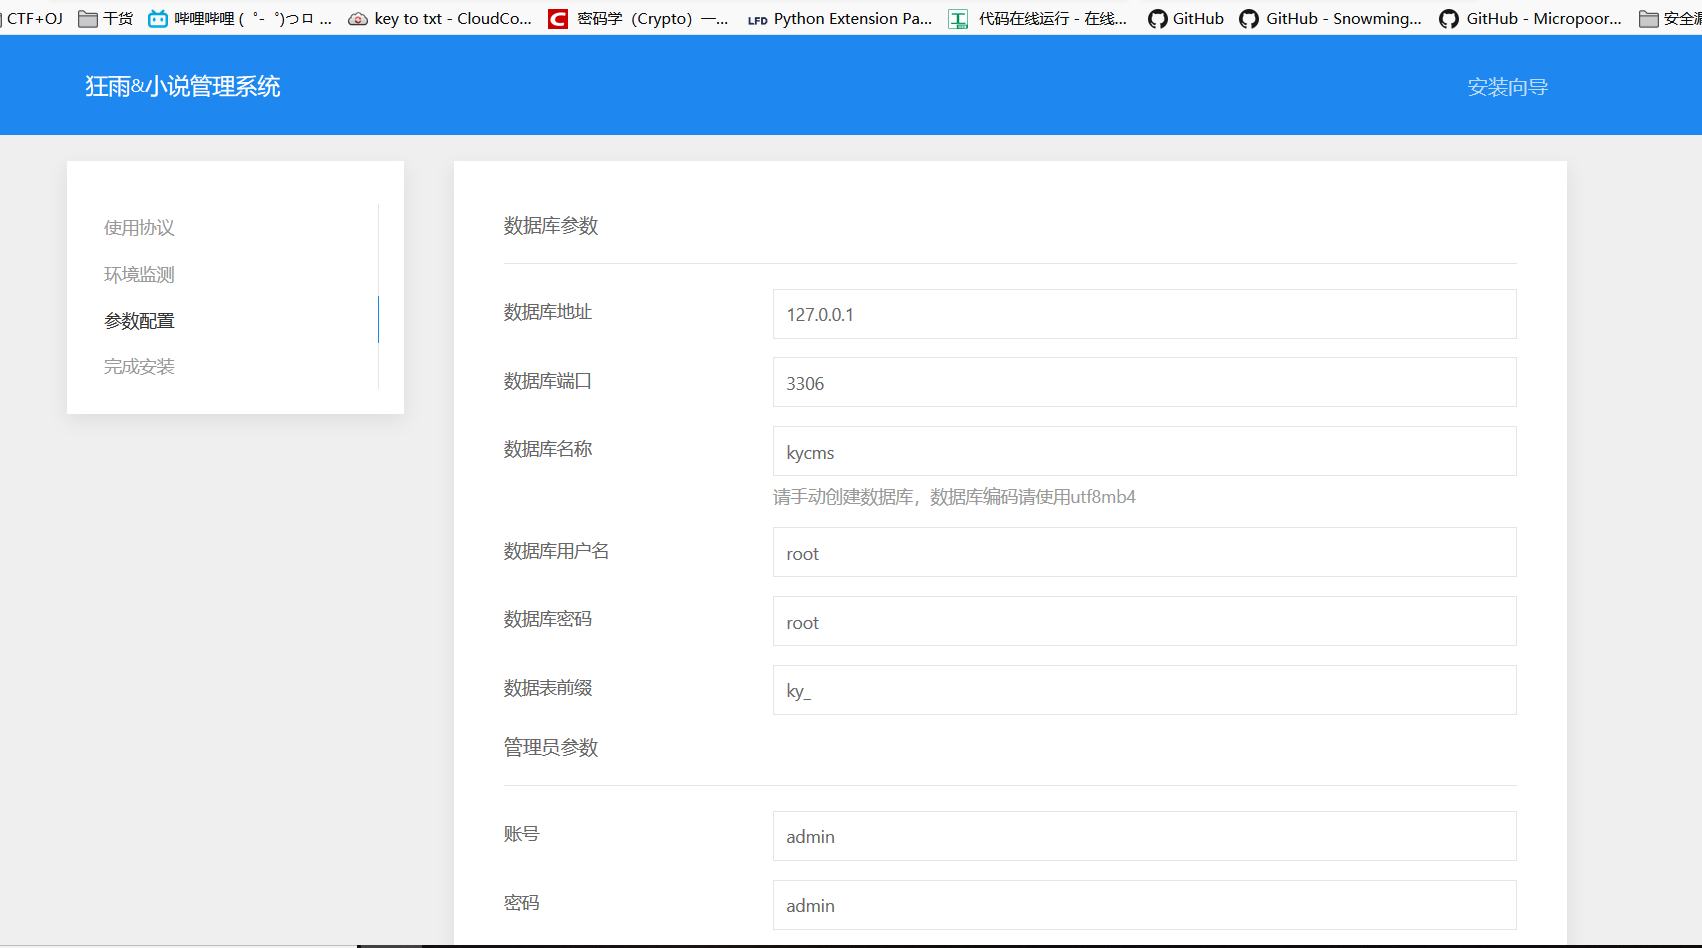 CTF+OJ 干货 哔哩哔哩 (゜-゜)つロ ... key to txt - CloudCo... 密码学（Crypto）一... LFD Python Extension Pa... 代码在线运行 - 在线... GitHub GitHub - Snowming... GitHub - Micropoor... 安全漏
狂雨&小说管理系统 安装向导
使用协议
环境监测
参数配置
完成安装
数据库参数
数据库地址 127.0.0.1
数据库端口 3306
数据库名称 kycms
请手动创建数据库，数据库编码请使用utf8mb4
数据库用户名 root
数据库密码 root
数据表前缀 ky_
管理员参数
账号 admin
密码 admin